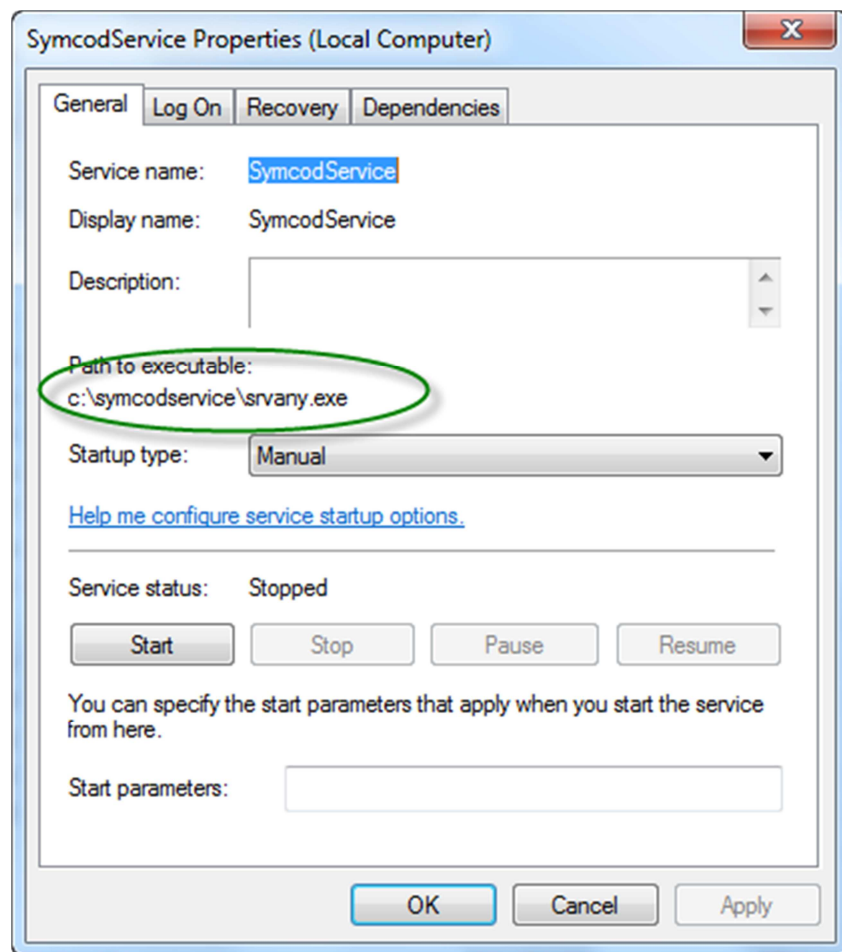 SymcodService Properties (Local Computer)
General Log On Recovery Dependencies
Service name: SymcodService
Display name: SymcodService
Description:
Path to executable:
c:\symcodservice\srvany.exe
Startup type: Manual
Help me configure service startup options.
Service status: Stopped
Start Stop Pause Resume
You can specify the start parameters that apply when you start the service
from here.
Start parameters:
OK Cancel Apply